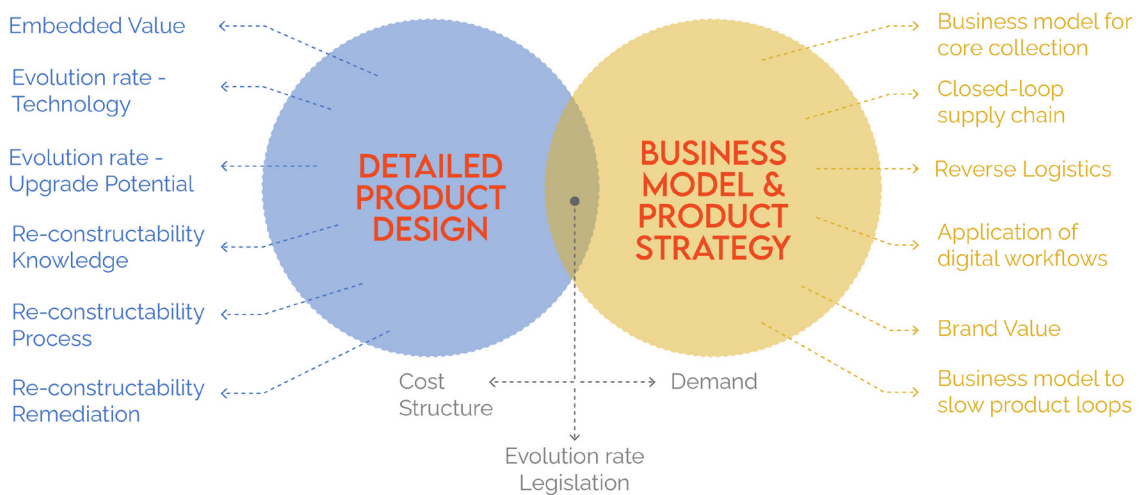 Embedded Value
Evolution rate -
Technology
Evolution rate -
Upgrade Potential
Re-constructability
Knowledge
Re-constructability
Process
Re-constructability
Remediation
DETAILED
PRODUCT
DESIGN
BUSINESS
MODEL &
PRODUCT
STRATEGY
Business model for
core collection
Closed-loop
supply chain
Reverse Logistics
Application of
digital workflows
Brand Value
Business model to
slow product loops
Cost
Structure
Demand
Evolution rate
Legislation